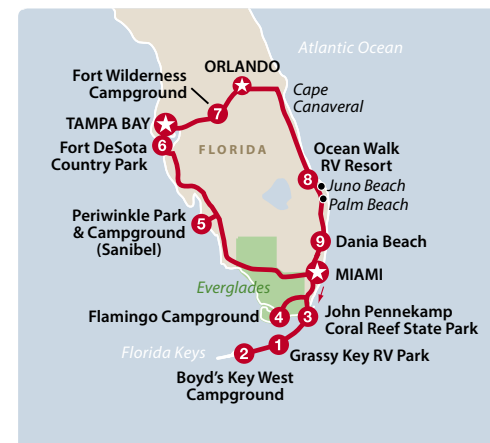 Atlantic Ocean
ORLANDO
Fort Wilderness
Campground
Cape
Canaveral
7
TAMPA BAY
6
Fort DeSota
Country Park
FLORIDA
Ocean Walk
RV Resort
8
Juno Beach
Palm Beach
Periwinkle Park
& Campground
(Sanibel)
5
9
Dania Beach
MIAMI
Everglades
Flamingo Campground
4
3
John Pennekamp
Coral Reef State Park
Florida Keys
2
1
Grassy Key RV Park
Boyd's Key West
Campground